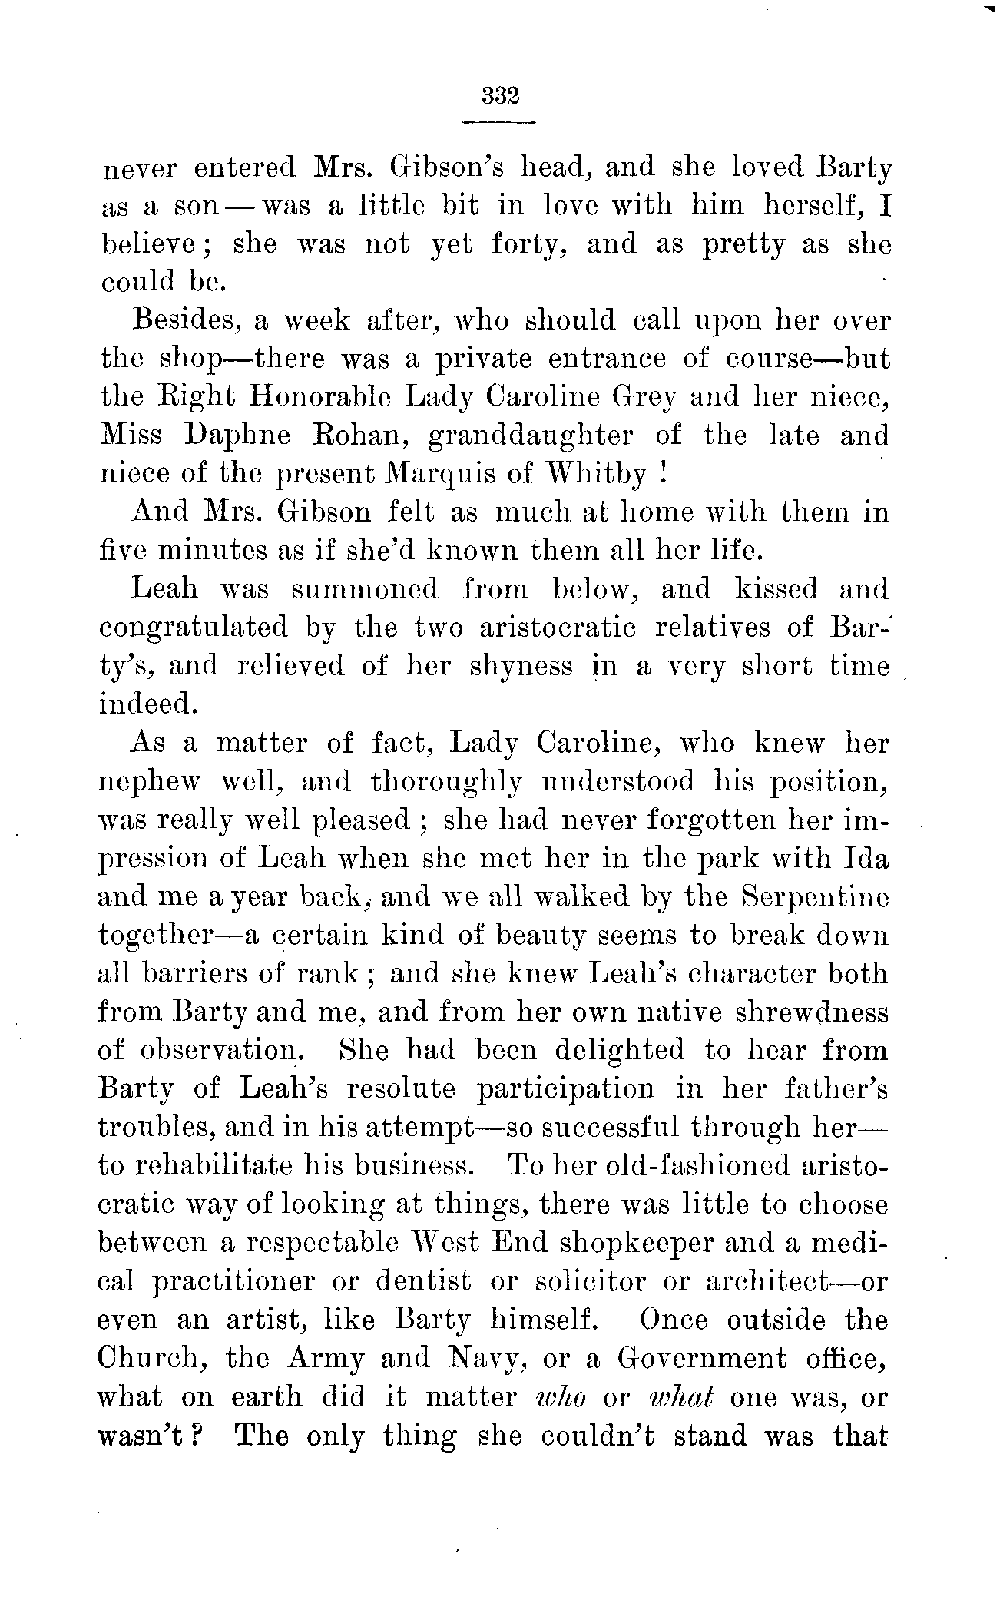 332
never entered Mrs. Gibson's head, and she loved Barty
as a son—was a little bit in love with him herself, I
believe; she was not yet forty, and as pretty as she
could be.
Besides, a week after, who should call upon her over
the shop—there was a private entrance of course—but
the Right Honorable Lady Caroline Grey and her niece,
Miss Daphne Rohan, granddaughter of the late and
niece of the present Marquis of Whitby!
And Mrs. Gibson felt as much at home with them in
five minutes as if she'd known them all her life.
Leah was summoned from below, and kissed and
congratulated by the two aristocratic relatives of Bar-
ty's, and relieved of her shyness in a very short time
indeed.
As a matter of fact, Lady Caroline, who knew her
nephew well, and thoroughly understood his position,
was really well pleased; she had never forgotten her im-
pression of Leah when she met her in the park with Ida
and me a year back, and we all walked by the Serpentine
together—a certain kind of beauty seems to break down
all barriers of rank; and she knew Leah's character both
from Barty and me, and from her own native shrewdness
of observation. She had been delighted to hear from
Barty of Leah's resolute participation in her father's
troubles, and in his attempt—so successful through her—
to rehabilitate his business. To her old-fashioned aristo-
cratic way of looking at things, there was little to choose
between a respectable West End shopkeeper and a medi-
cal practitioner or dentist or solicitor or architect—or
even an artist, like Barty himself. Once outside the
Church, the Army and Navy, or a Government office,
what on earth did it matter who or what one was, or
wasn't? The only thing she couldn't stand was that